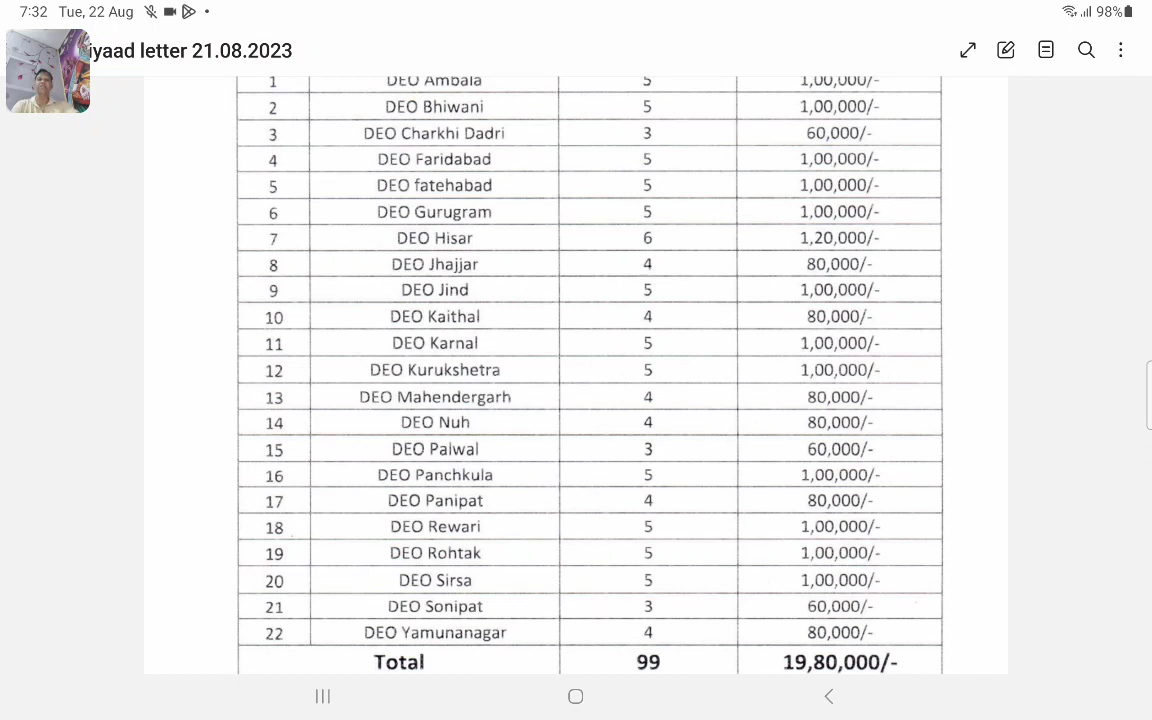 7:32 Tue, 22 Aug 98%
iyaad letter 21.08.2023
1 DEO Ambala 5 1,00,000/-
2 DEO Bhiwani 5 1,00,000/-
3 DEO Charkhi Dadri 3 60,000/-
4 DEO Faridabad 5 1,00,000/-
5 DEO fatehabad 5 1,00,000/-
6 DEO Gurugram 5 1,00,000/-
7 DEO Hisar 6 1,20,000/-
8 DEO Jhajjar 4 80,000/-
9 DEO Jind 5 1,00,000/-
10 DEO Kaithal 4 80,000/-
11 DEO Karnal 5 1,00,000/-
12 DEO Kurukshetra 5 1,00,000/-
13 DEO Mahendergarh 4 80,000/-
14 DEO Nuh 4 80,000/-
15 DEO Palwal 3 60,000/-
16 DEO Panchkula 5 1,00,000/-
17 DEO Panipat 4 80,000/-
18 DEO Rewari 5 1,00,000/-
19 DEO Rohtak 5 1,00,000/-
20 DEO Sirsa 5 1,00,000/-
21 DEO Sonipat 3 60,000/-
22 DEO Yamunanagar 4 80,000/-
Total 99 19,80,000/-